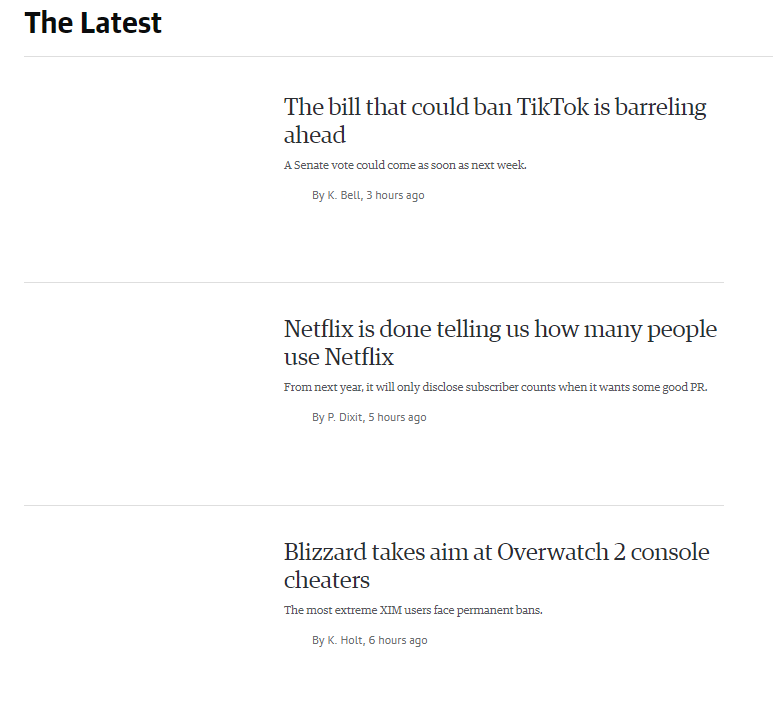 The Latest
The bill that could ban TikTok is barreling
ahead
A Senate vote could come as soon as next week.
By K. Bell, 3 hours ago
Netflix is done telling us how many people
use Netflix
From next year, it will only disclose subscriber counts when it wants some good PR.
By P. Dixit, 5 hours ago
Blizzard takes aim at Overwatch 2 console
cheaters
The most extreme XIM users face permanent bans.
By K. Holt, 6 hours ago